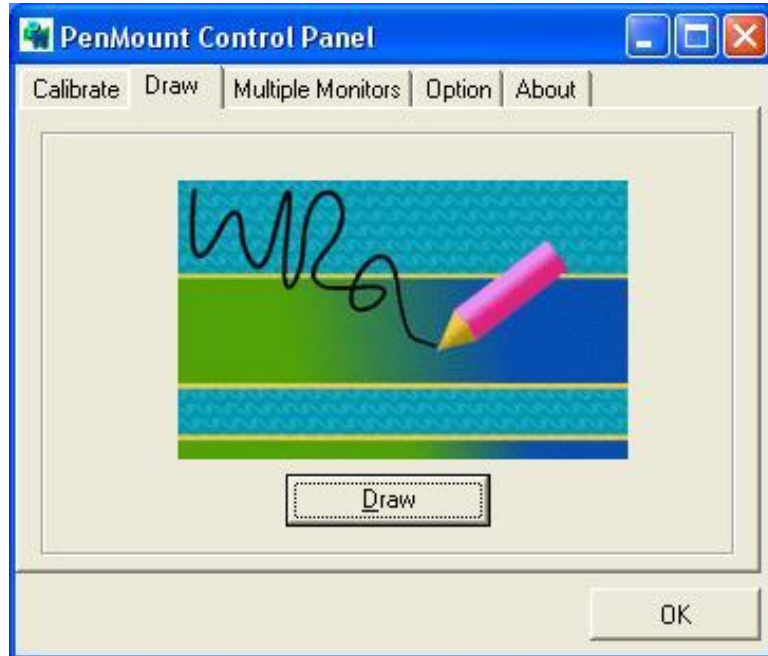 PenMount Control Panel
Calibrate Draw Multiple Monitors Option About
Draw
OK